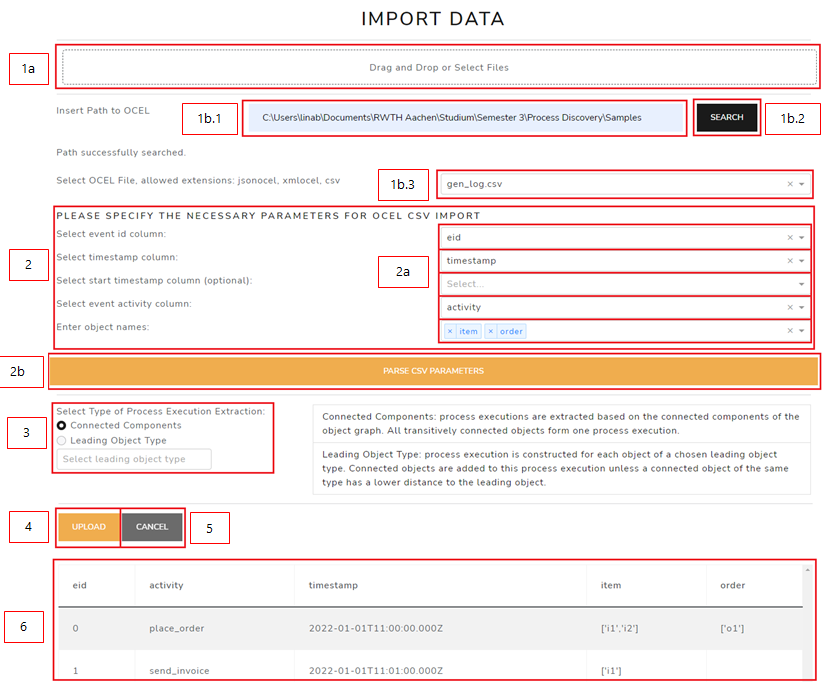 IMPORT DATA
1a
Drag and Drop or Select Files
Insert Path to OCEL
1b.1
C:\Users\linab\Documents\RWTH Aachen\Studium\Semester 3\Process Discovery\Samples
SEARCH
1b.2
Path successfully searched.
Select OCEL File, allowed extensions: jsonocel, xmlocel, csv
1b.3
gen_log.csv
PLEASE SPECIFY THE NECESSARY PARAMETERS FOR OCEL CSV IMPORT
Select event id column:
eid
2
Select timestamp column:
2a
timestamp
Select start timestamp column (optional):
Select...
Select event activity column:
activity
Enter object names:
× item × order
2b
PARSE CSV PARAMETERS
3
Select Type of Process Execution Extraction:
Connected Components
Leading Object Type
Select leading object type
Connected Components: process executions are extracted based on the connected components of the
object graph. All transitively connected objects form one process execution.
Leading Object Type: process execution is constructed for each object of a chosen leading object
type. Connected objects are added to this process execution unless a connected object of the same
type has a lower distance to the leading object.
4
UPLOAD
CANCEL
5
6
eid activity timestamp item order
0 place_order 2022-01-01T11:00:00.000Z ['i1','i2'] ['o1']
1 send_invoice 2022-01-01T11:01:00.000Z ['i1']